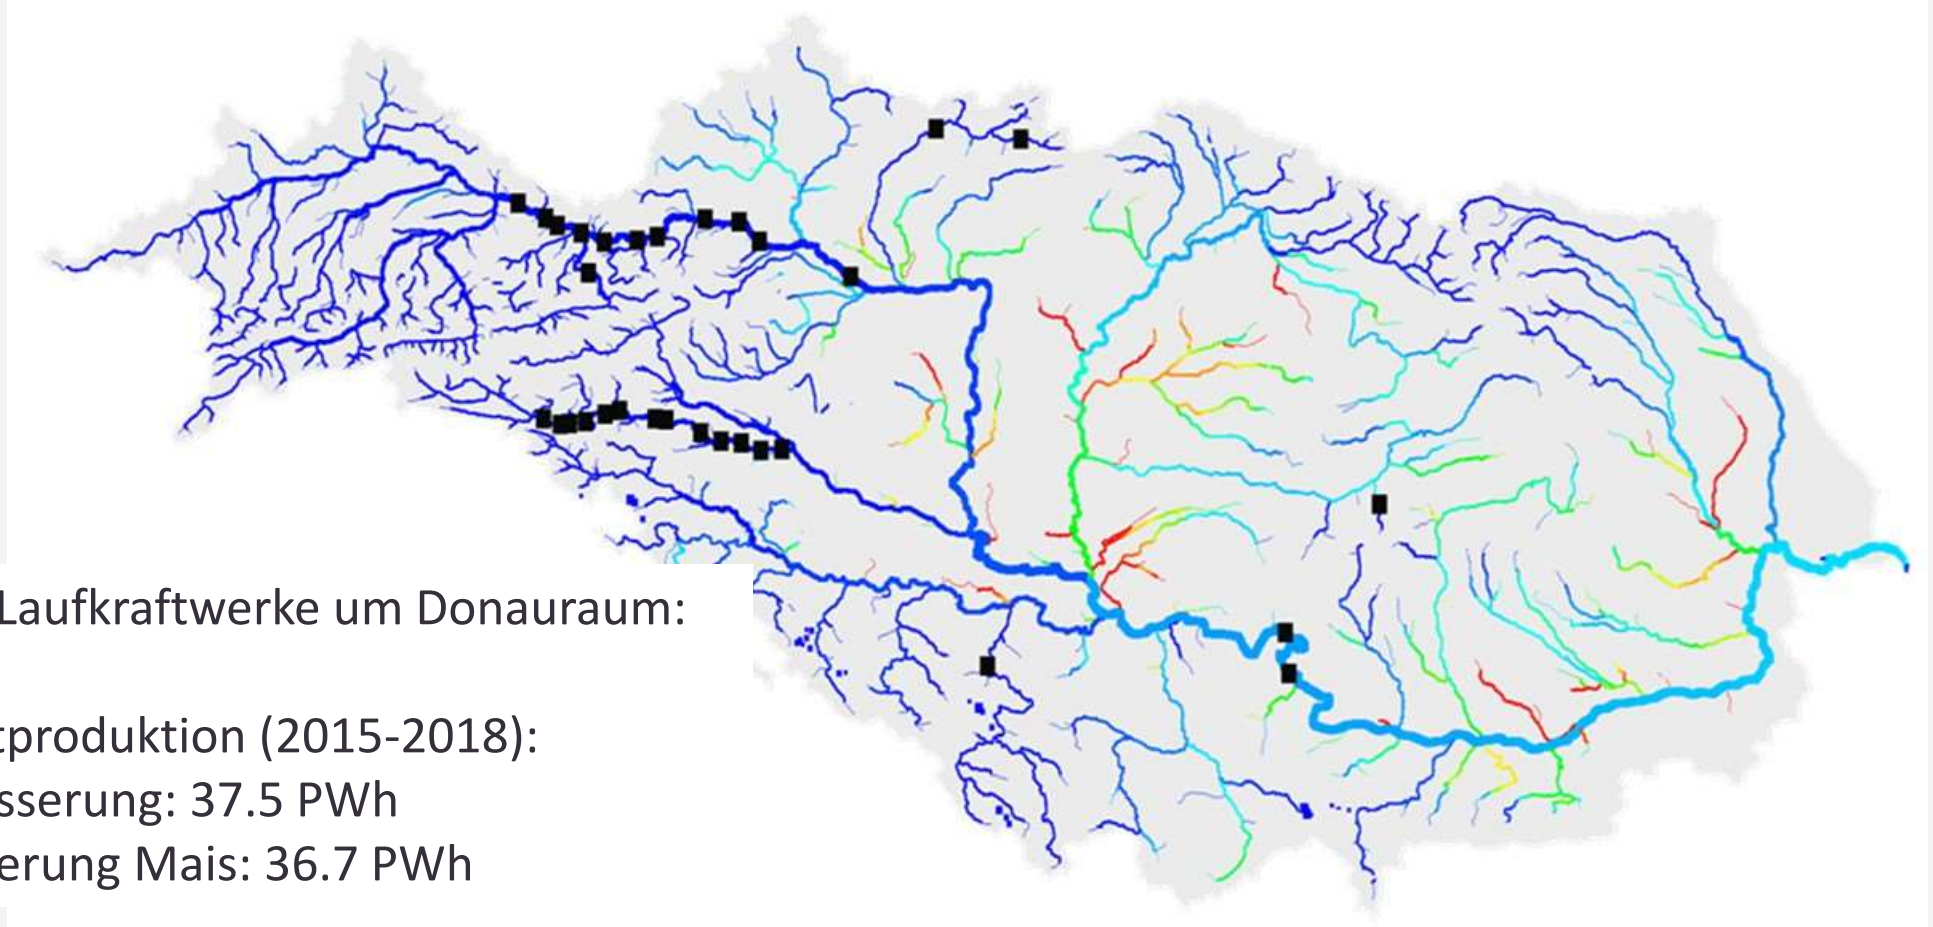 Laufkraftwerke um Donauraum:
tproduktion (2015-2018):
sserung: 37.5 PWh
erung Mais: 36.7 PWh